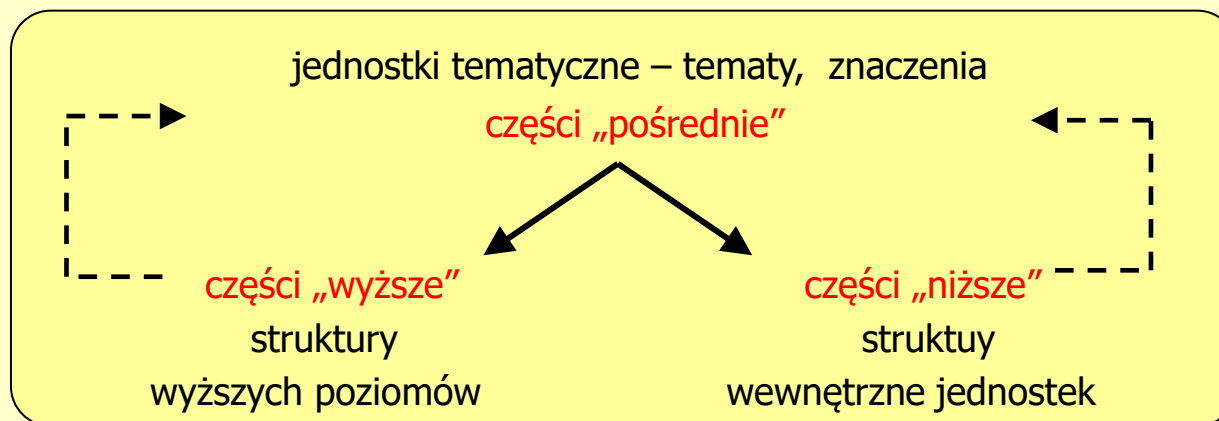 jednostki tematyczne – tematy, znaczenia
części „pośrednie”
części „wyższe”
struktury
wyższych poziomów
części „niższe”
struktuy
wewnętrzne jednostek